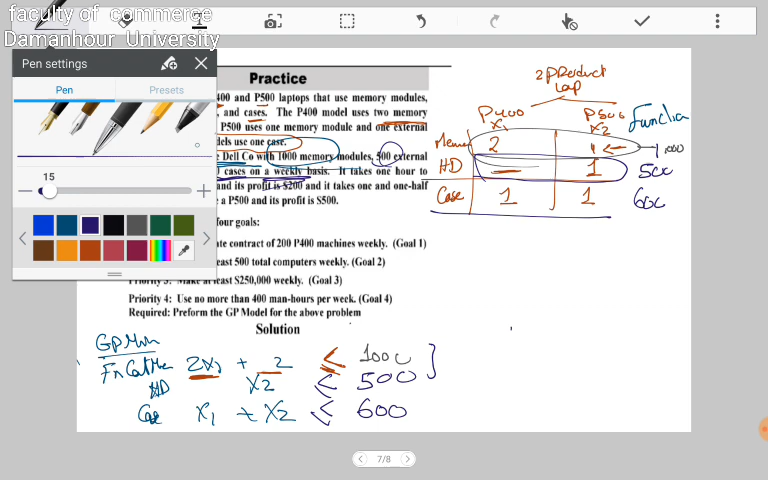 faculty of commerce
Damanhour University
Pen settings
Pen
Presets
15
Practice
400 and P500 laptops that use memory modules,
, and cases. The P400 model uses two memory
P500 uses one memory module and one external
dels use one case.
Dell Co with 1000 memory modules, 500 external
cases on a weekly basis. It takes one hour to
and its profit is $200 and it takes one and one-half
a P500 and its profit is S500.
four goals:
te contract of 200 P400 machines weekly. (Goal 1)
east 500 total computers weekly. (Goal 2)
Priority 3: Make at least S250,000 weekly. (Goal 3)
Priority 4: Use no more than 400 man-hours per week. (Goal 4)
Required: Preform the GP Model for the above problem
Solution
2 Product
Lap
P400 P500
X1 X2
2 1 1000
HD — 1 500
Case 1 1 600
GP Min
2X1 + 2 ≤ 1000
HD X2 ≤ 500
Case X1 + X2 ≤ 600
7/8